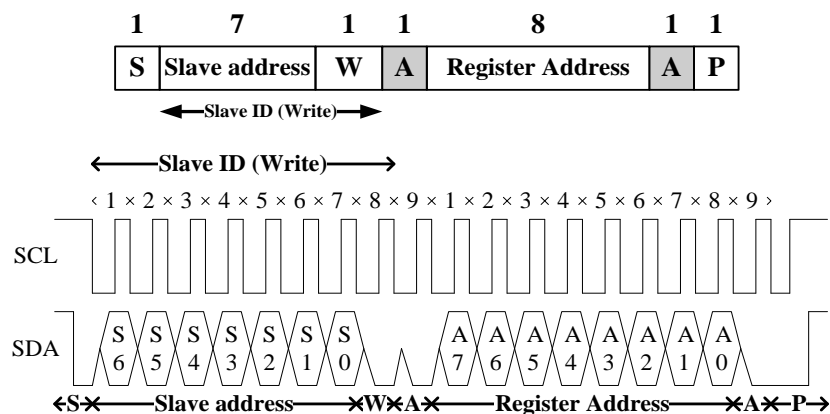 1 7 1 1 8 1 1
S Slave address W A Register Address A P
Slave ID (Write)
Slave ID (Write)
‹ 1 × 2 × 3 × 4 × 5 × 6 × 7 × 8 × 9 × 1 × 2 × 3 × 4 × 5 × 6 × 7 × 8 × 9 ›
SCL
SDA S6 S5 S4 S3 S2 S1 S0 A7 A6 A5 A4 A3 A2 A1 A0
S Slave address W A Register Address A P